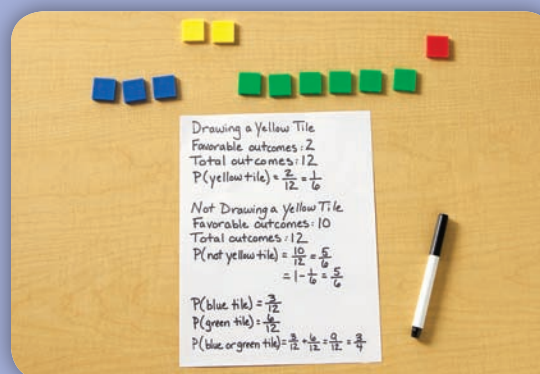 Drawing a Yellow Tile
Favorable outcomes: 2
Total outcomes: 12
P(yellow tile) = 2/12 = 1/6
Not Drawing a Yellow Tile
Favorable outcomes: 10
Total outcomes: 12
P(not yellow tile) = 10/12 = 5/6
= 1 - 1/6 = 5/6
P(blue tile) = 3/12
P(green tile) = 6/12
P(blue or green tile) = 3/12 + 6/12 = 9/12 = 3/4